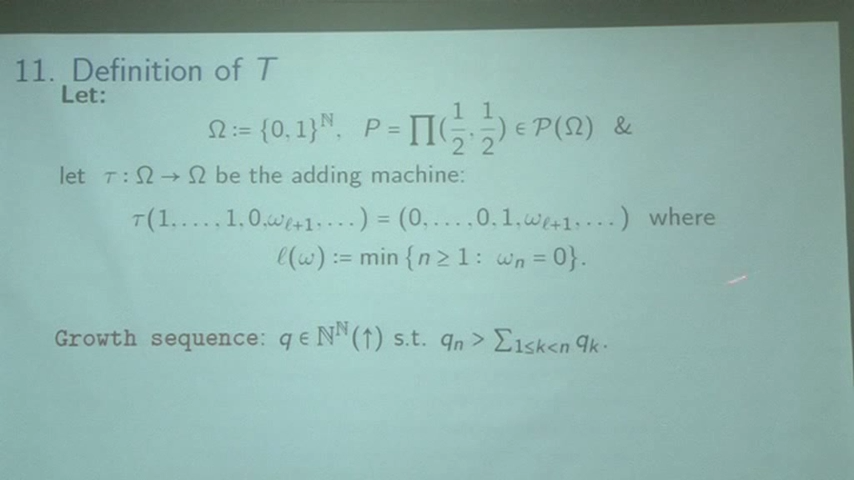 11. Definition of T
Let:
Ω := {0, 1}^ℕ, P = ∏(1/2, 1/2) ∈ 𝒫(Ω) &
let τ : Ω → Ω be the adding machine:
τ(1, . . . , 1, 0, ω_{ℓ+1}, . . . ) = (0, . . . , 0, 1, ω_{ℓ+1}, . . . ) where
ℓ(ω) := min {n ≥ 1 : ω_n = 0}.
Growth sequence: q ∈ ℕ^ℕ(↑) s.t. q_n > ∑_{1≤k<n} q_k.